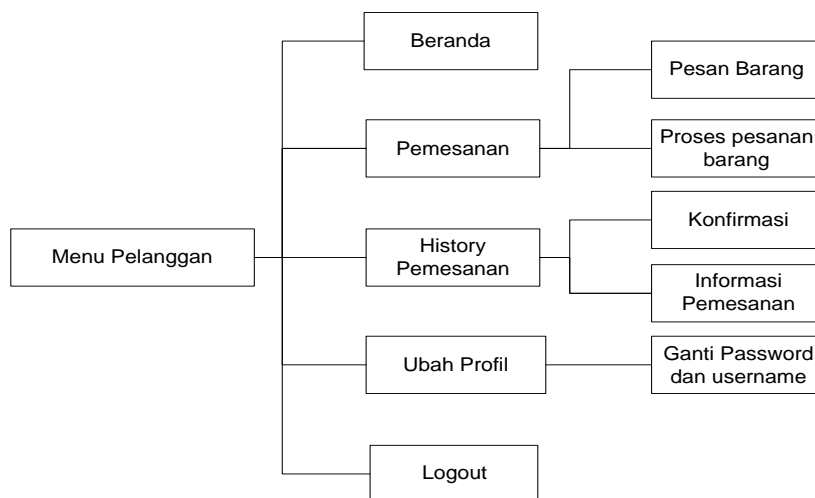 Beranda
Pesan Barang
Pemesanan
Proses pesanan
barang
Menu Pelanggan
History
Pemesanan
Konfirmasi
Informasi
Pemesanan
Ubah Profil
Ganti Password
dan username
Logout